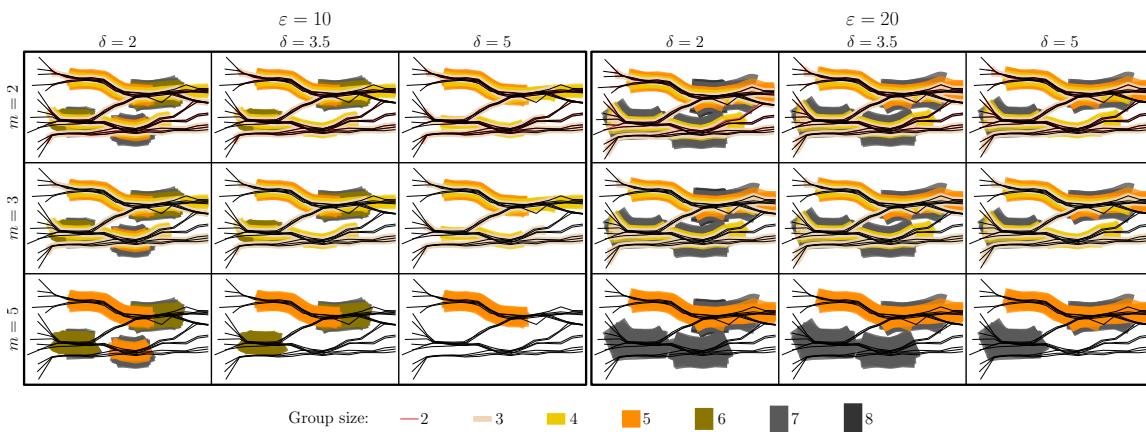 ε = 10
ε = 20
δ = 2
δ = 3.5
δ = 5
δ = 2
δ = 3.5
δ = 5
m = 2
m = 3
m = 5
Group size: 2 3 4 5 6 7 8